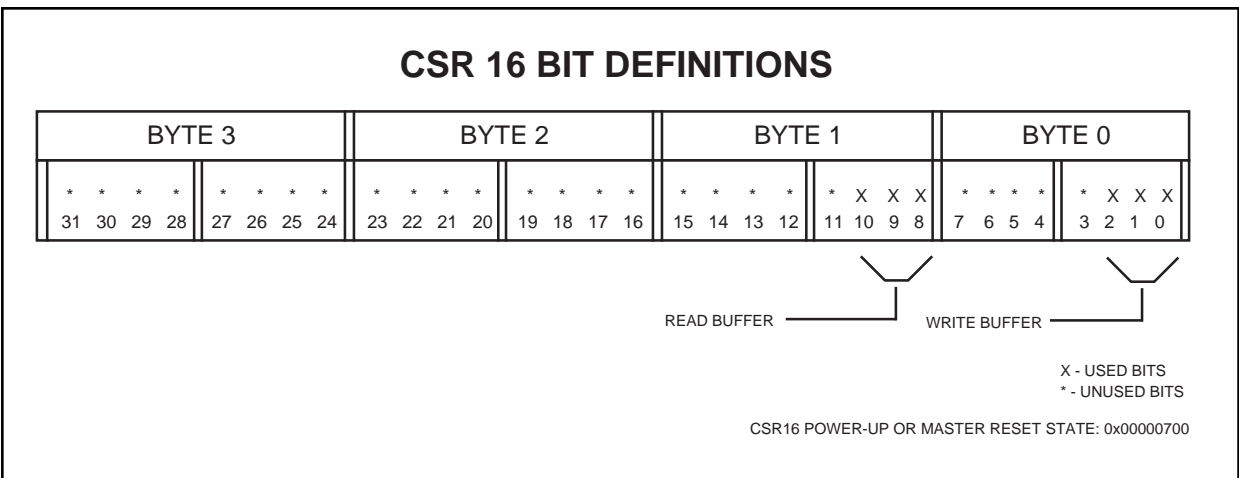 CSR 16 BIT DEFINITIONS
BYTE 3 BYTE 2 BYTE 1 BYTE 0
* * * * * * * * * * * * * * * * * * * * * X X X * * * * * X X X
31 30 29 28 27 26 25 24 23 22 21 20 19 18 17 16 15 14 13 12 11 10 9 8 7 6 5 4 3 2 1 0
READ BUFFER WRITE BUFFER
X - USED BITS
* - UNUSED BITS
CSR16 POWER-UP OR MASTER RESET STATE: 0x00000700